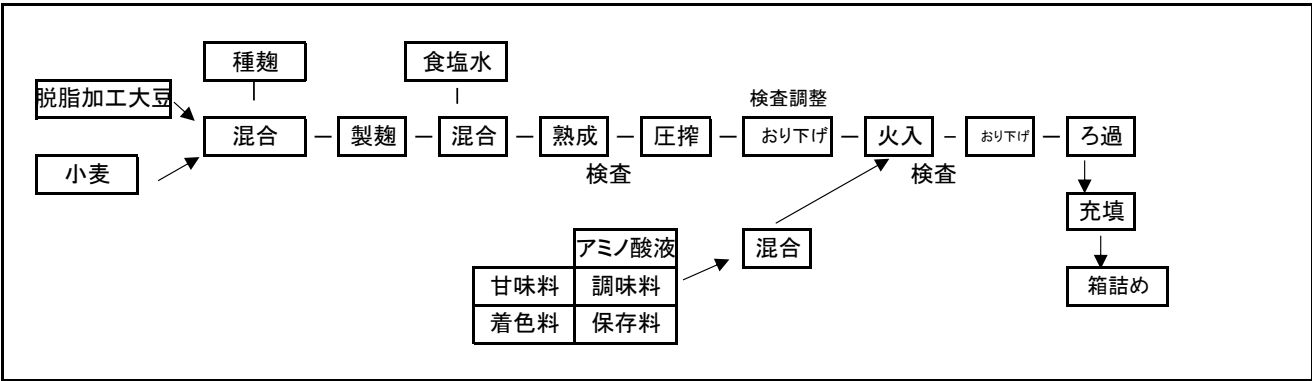 種麹
食塩水
脱脂加工大豆
検査調整
混合 ― 製麹 ― 混合 ― 熟成 ― 圧搾 ― おり下げ ― 火入 － おり下げ ― ろ過
小麦
検査
検査
充填
アミノ酸液
混合
甘味料 調味料
箱詰め
着色料 保存料